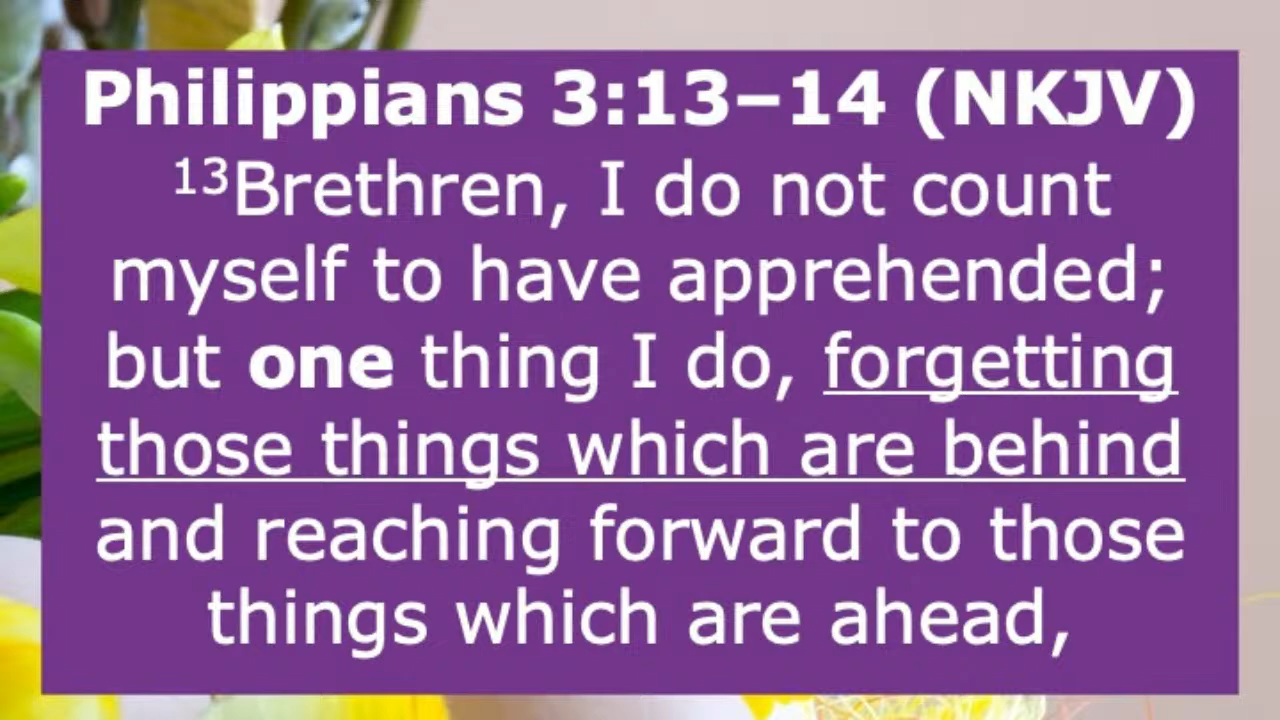 Philippians 3:13–14 (NKJV)
¹³Brethren, I do not count
myself to have apprehended;
but one thing I do, forgetting
those things which are behind
and reaching forward to those
things which are ahead,